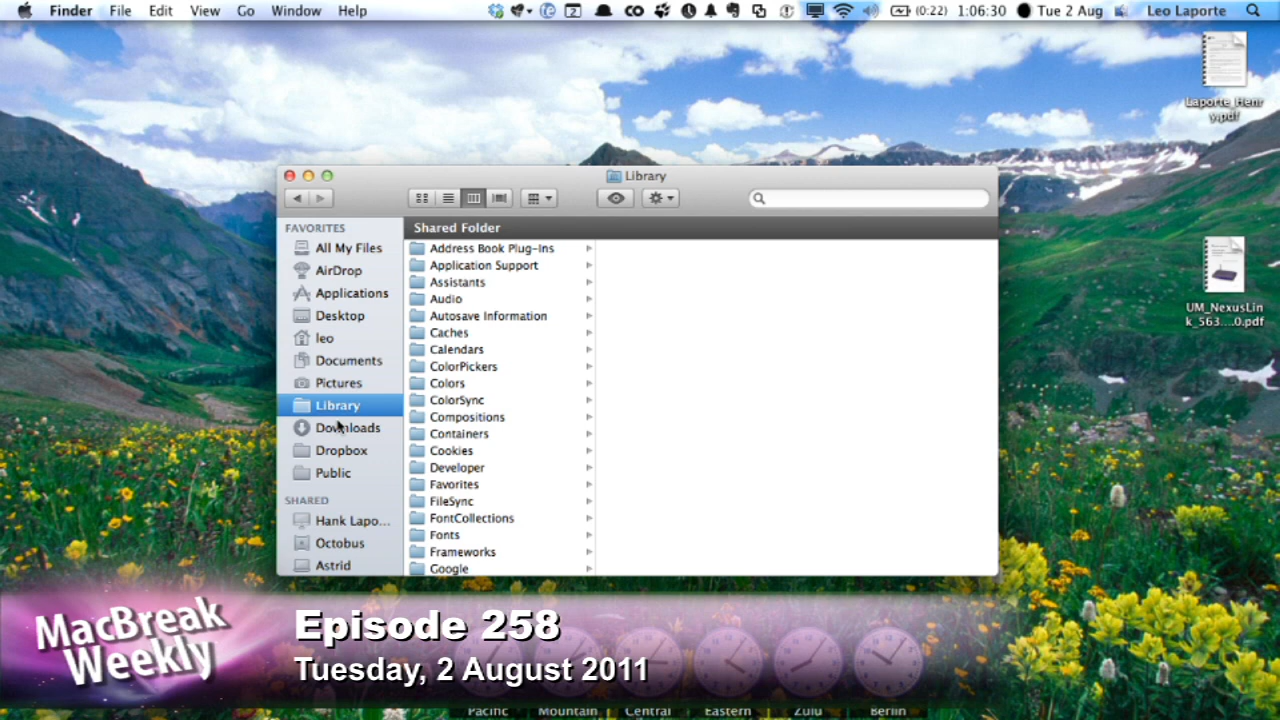 Finder File Edit View Go Window Help (0:22) 1:06:30 Tue 2 Aug Leo Laporte
Laporte_Henr
y.pdf
UM_NexusLin
k_563....0.pdf
Library
FAVORITES
All My Files
AirDrop
Applications
Desktop
leo
Documents
Pictures
Library
Downloads
Dropbox
Public
SHARED
Hank Lapo...
Octobus
Astrid
Shared Folder
Address Book Plug-Ins
Application Support
Assistants
Audio
Autosave Information
Caches
Calendars
ColorPickers
Colors
ColorSync
Compositions
Containers
Cookies
Developer
Favorites
FileSync
FontCollections
Fonts
Frameworks
Google
MacBreak
Weekly
Episode 258
Tuesday, 2 August 2011
Pacific Mountain Central Eastern Zulu Berlin